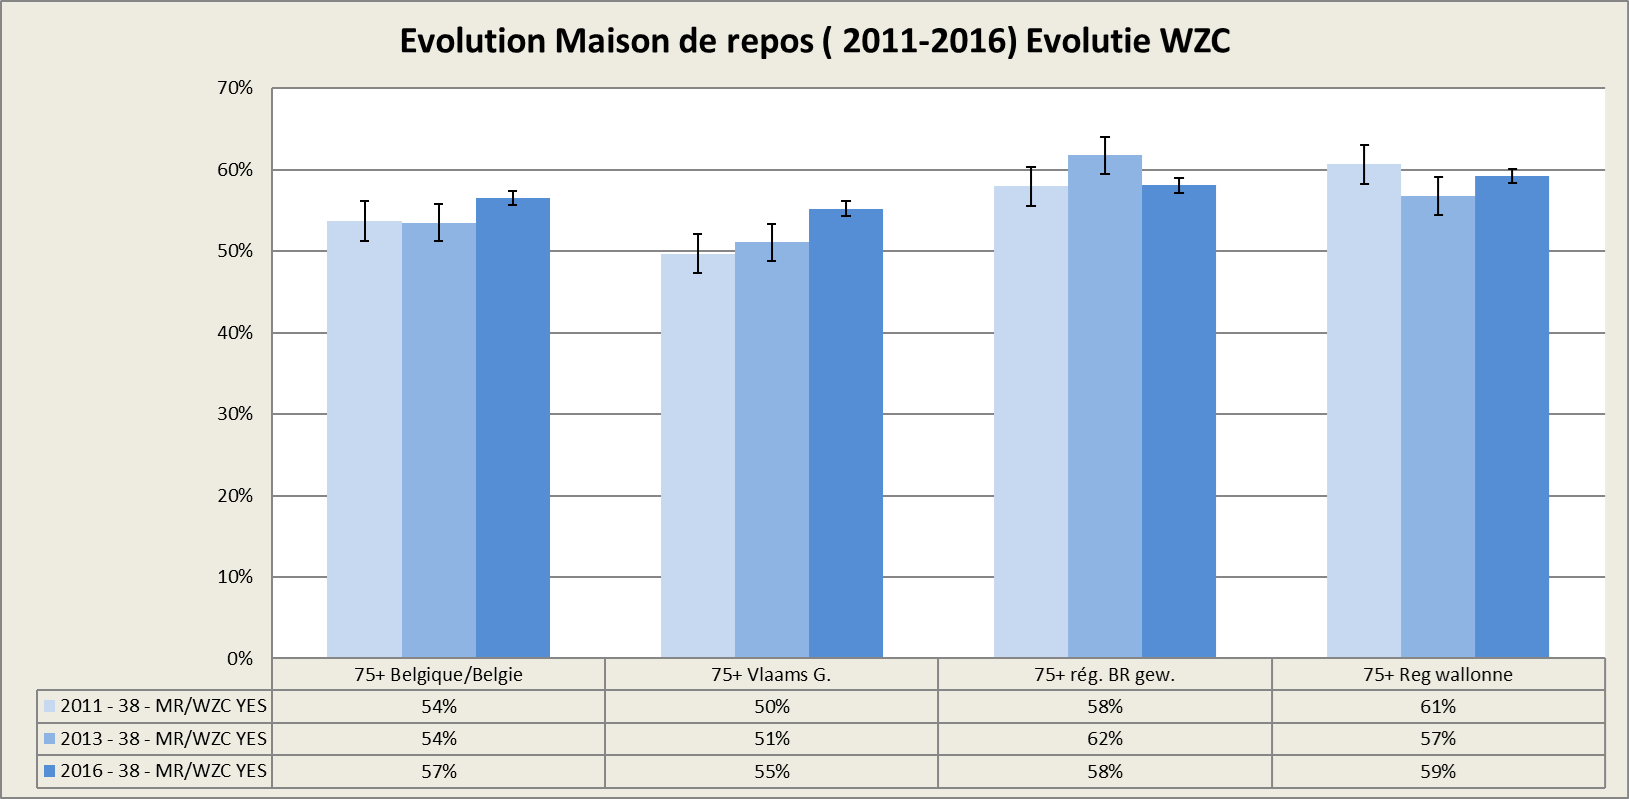 Evolution Maison de repos ( 2011-2016) Evolutie WZC
70%
60%
50%
40%
30%
20%
10%
0%
75+ Belgique/Belgie 75+ Vlaams G. 75+ rég. BR gew. 75+ Reg wallonne
2011 - 38 - MR/WZC YES 54% 50% 58% 61%
2013 - 38 - MR/WZC YES 54% 51% 62% 57%
2016 - 38 - MR/WZC YES 57% 55% 58% 59%